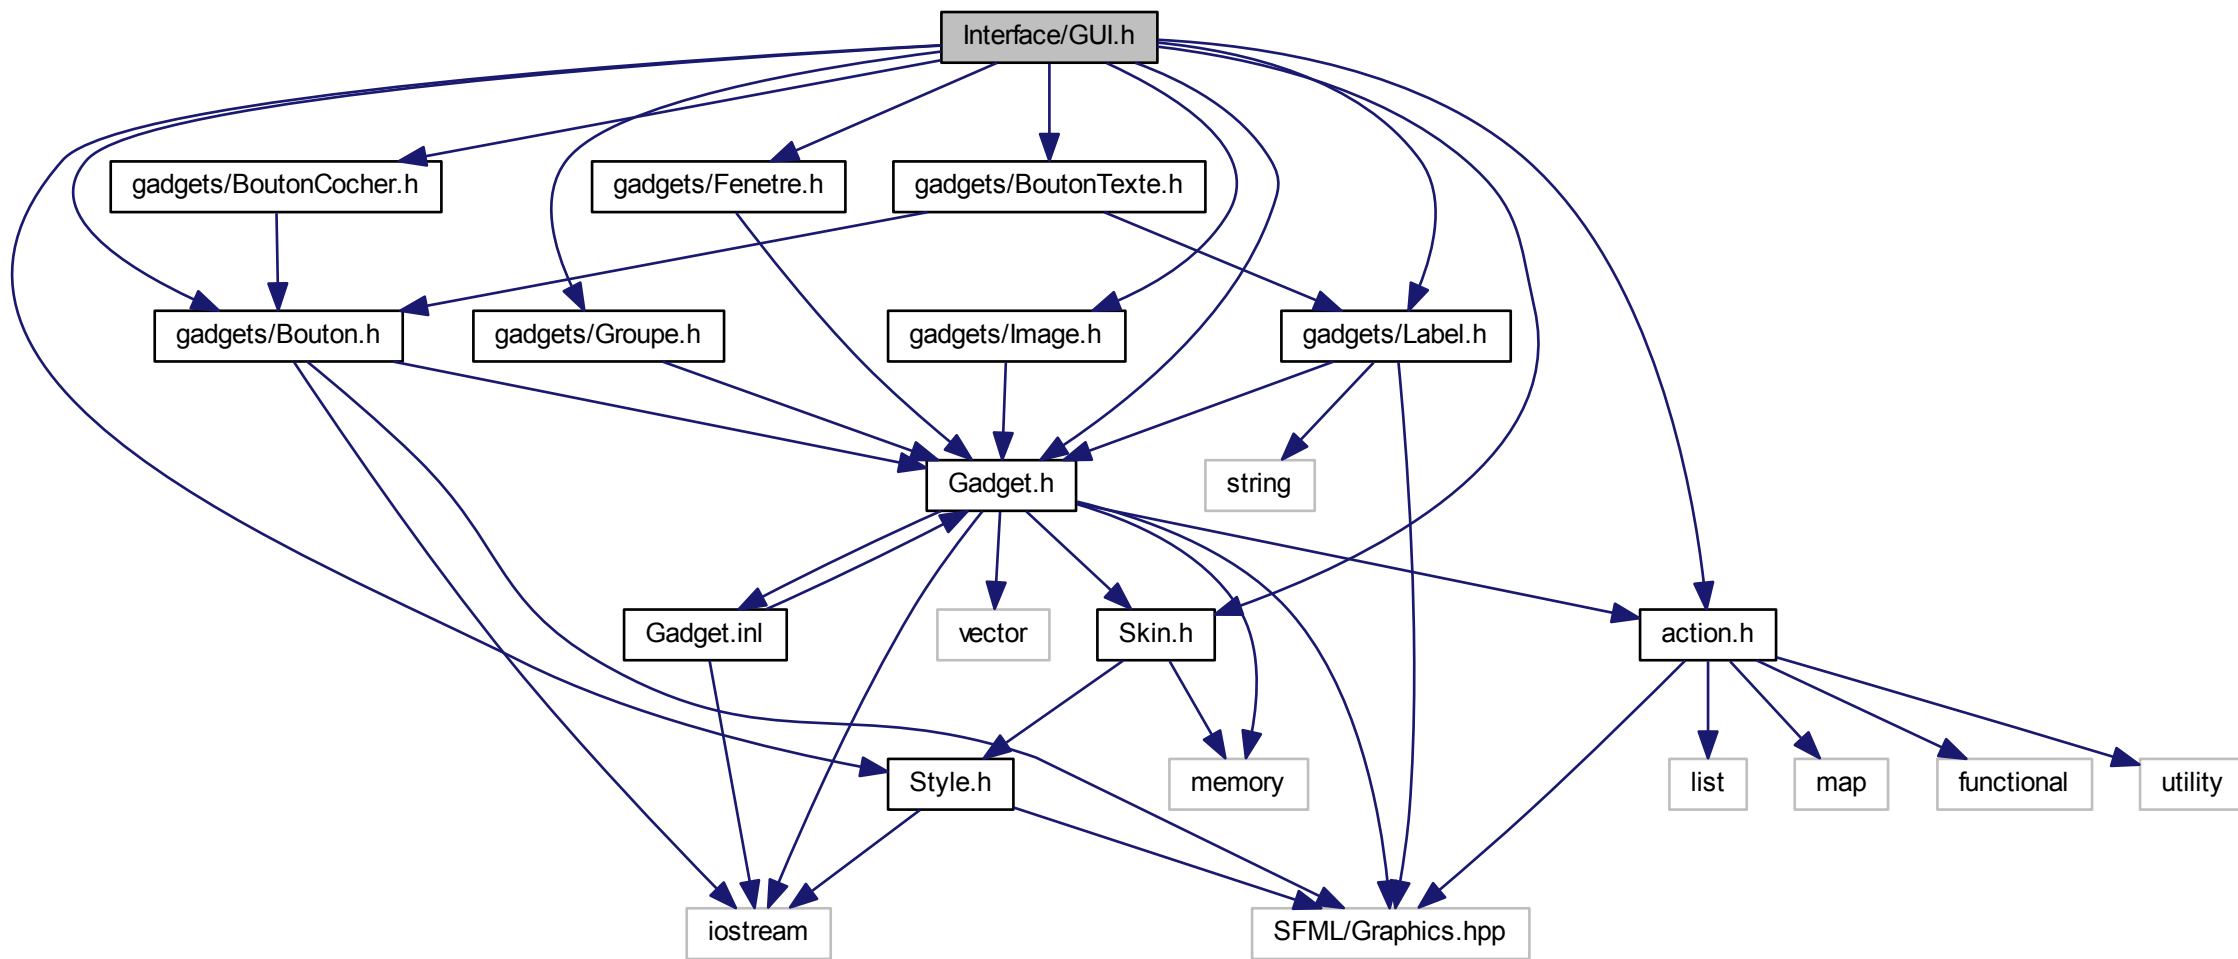 Interface/GUI.h
gadgets/BoutonCocher.h
gadgets/Fenetre.h
gadgets/BoutonTexte.h
gadgets/Bouton.h
gadgets/Groupe.h
gadgets/Image.h
gadgets/Label.h
Gadget.h
string
Gadget.inl
vector
Skin.h
action.h
Style.h
memory
list
map
functional
utility
iostream
SFML/Graphics.hpp